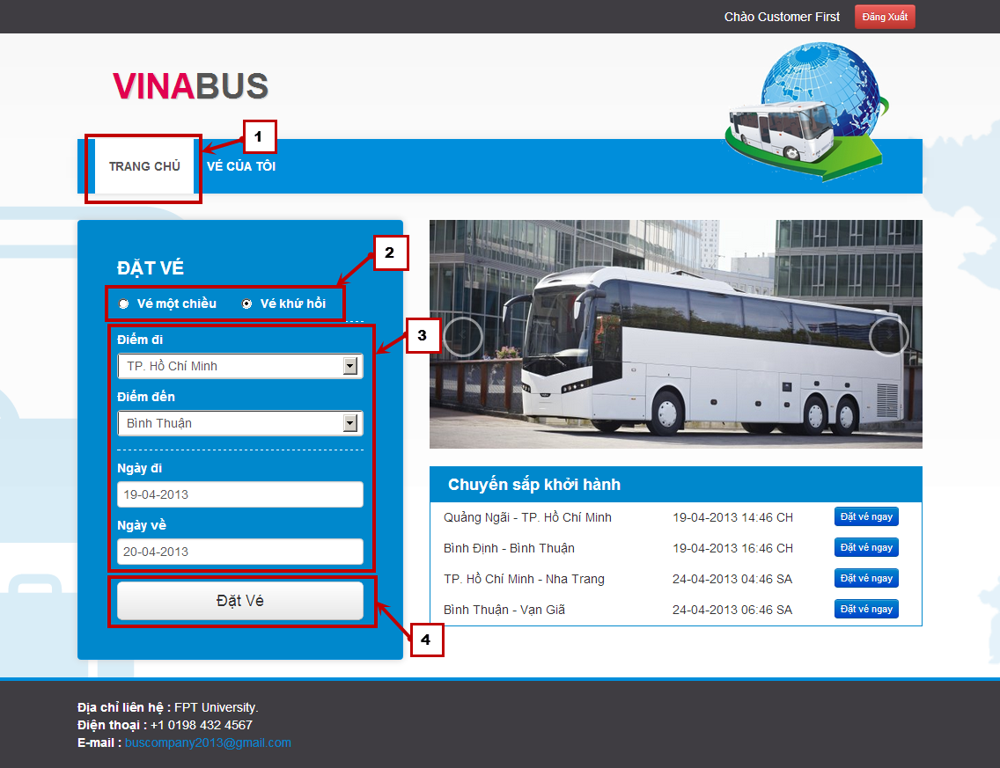 Chào Customer First Đăng Xuất
VINABUS
1
TRANG CHỦ VÉ CỦA TÔI
2
ĐẶT VÉ
Vé một chiều Vé khứ hồi
3
Điểm đi
TP. Hồ Chí Minh
Điểm đến
Bình Thuận
Ngày đi
19-04-2013
Ngày về
20-04-2013
Đặt Vé
4
Chuyến sắp khởi hành
Quảng Ngãi - TP. Hồ Chí Minh 19-04-2013 14:46 CH Đặt vé ngay
Bình Định - Bình Thuận 19-04-2013 16:46 CH Đặt vé ngay
TP. Hồ Chí Minh - Nha Trang 24-04-2013 04:46 SA Đặt vé ngay
Bình Thuận - Vạn Giã 24-04-2013 06:46 SA Đặt vé ngay
Địa chỉ liên hệ : FPT University.
Điện thoại : +1 0198 432 4567
E-mail : buscompany2013@gmail.com